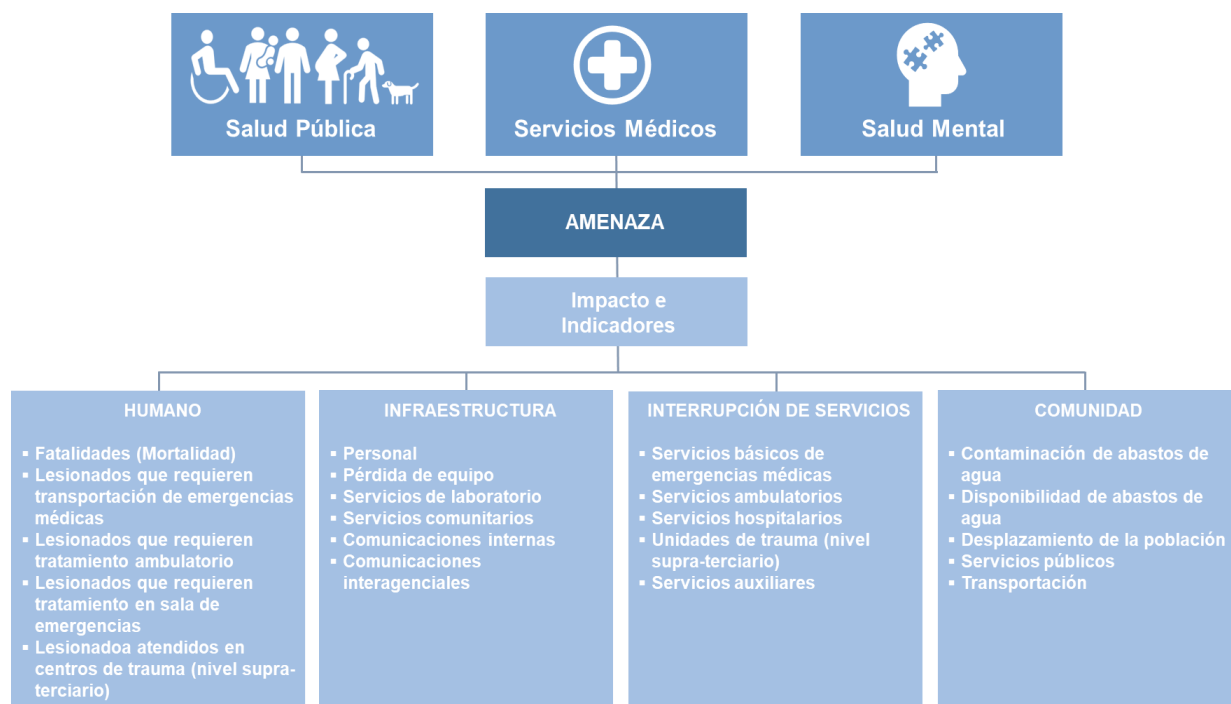 Salud Pública
Servicios Médicos
Salud Mental
AMENAZA
Impacto e
Indicadores
HUMANO
▪ Fatalidades (Mortalidad)
▪ Lesionados que requieren
transportación de emergencias
médicas
▪ Lesionados que requieren
tratamiento ambulatorio
▪ Lesionados que requieren
tratamiento en sala de
emergencias
▪ Lesionadoa atendidos en
centros de trauma (nivel supra-
terciario)
INFRAESTRUCTURA
▪ Personal
▪ Pérdida de equipo
▪ Servicios de laboratorio
▪ Servicios comunitarios
▪ Comunicaciones internas
▪ Comunicaciones
interagenciales
INTERRUPCIÓN DE SERVICIOS
▪ Servicios básicos de
emergencias médicas
▪ Servicios ambulatorios
▪ Servicios hospitalarios
▪ Unidades de trauma (nivel
supra-terciario)
▪ Servicios auxiliares
COMUNIDAD
▪ Contaminación de abastos de
agua
▪ Disponibilidad de abastos de
agua
▪ Desplazamiento de la población
▪ Servicios públicos
▪ Transportación